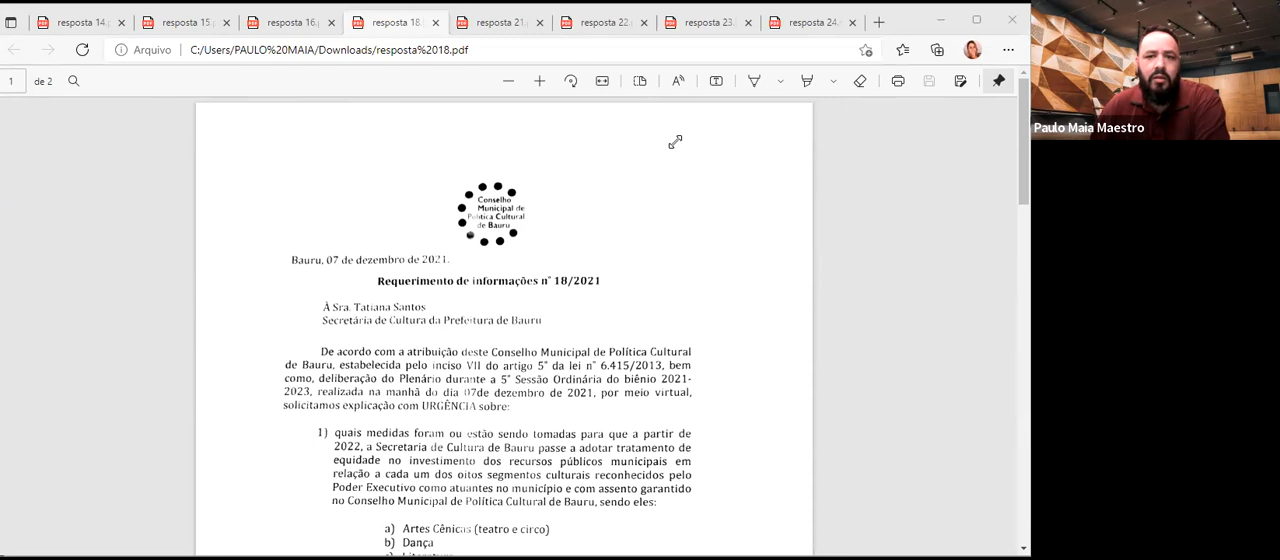 resposta 14.
resposta 15.
resposta 16.
resposta 18.
resposta 21.
resposta 22.
resposta 23.
resposta 24.
Arquivo
C:/Users/PAULO%20MAIA/Downloads/resposta%2018.pdf
1
de 2
Paulo Maia Maestro
Conselho
Municipal de
Política Cultural
de Bauru
Bauru, 07 de dezembro de 2021.
Requerimento de informações n° 18/2021
À Sra. Tatiana Santos
Secretária de Cultura da Prefeitura de Bauru
De acordo com a atribuição deste Conselho Municipal de Política Cultural
de Bauru, estabelecida pelo inciso VII do artigo 5° da lei n° 6.415/2013, bem
como, deliberação do Plenário durante a 5° Sessão Ordinária do biênio 2021-
2023, realizada na manhã do dia 07de dezembro de 2021, por meio virtual,
solicitamos explicação com URGÊNCIA sobre:
1) quais medidas foram ou estão sendo tomadas para que a partir de
2022, a Secretaria de Cultura de Bauru passe a adotar tratamento de
equidade no investimento dos recursos públicos municipais em
relação a cada um dos oitos segmentos culturais reconhecidos pelo
Poder Executivo como atuantes no município e com assento garantido
no Conselho Municipal de Política Cultural de Bauru, sendo eles:
a) Artes Cênicas (teatro e circo)
b) Dança